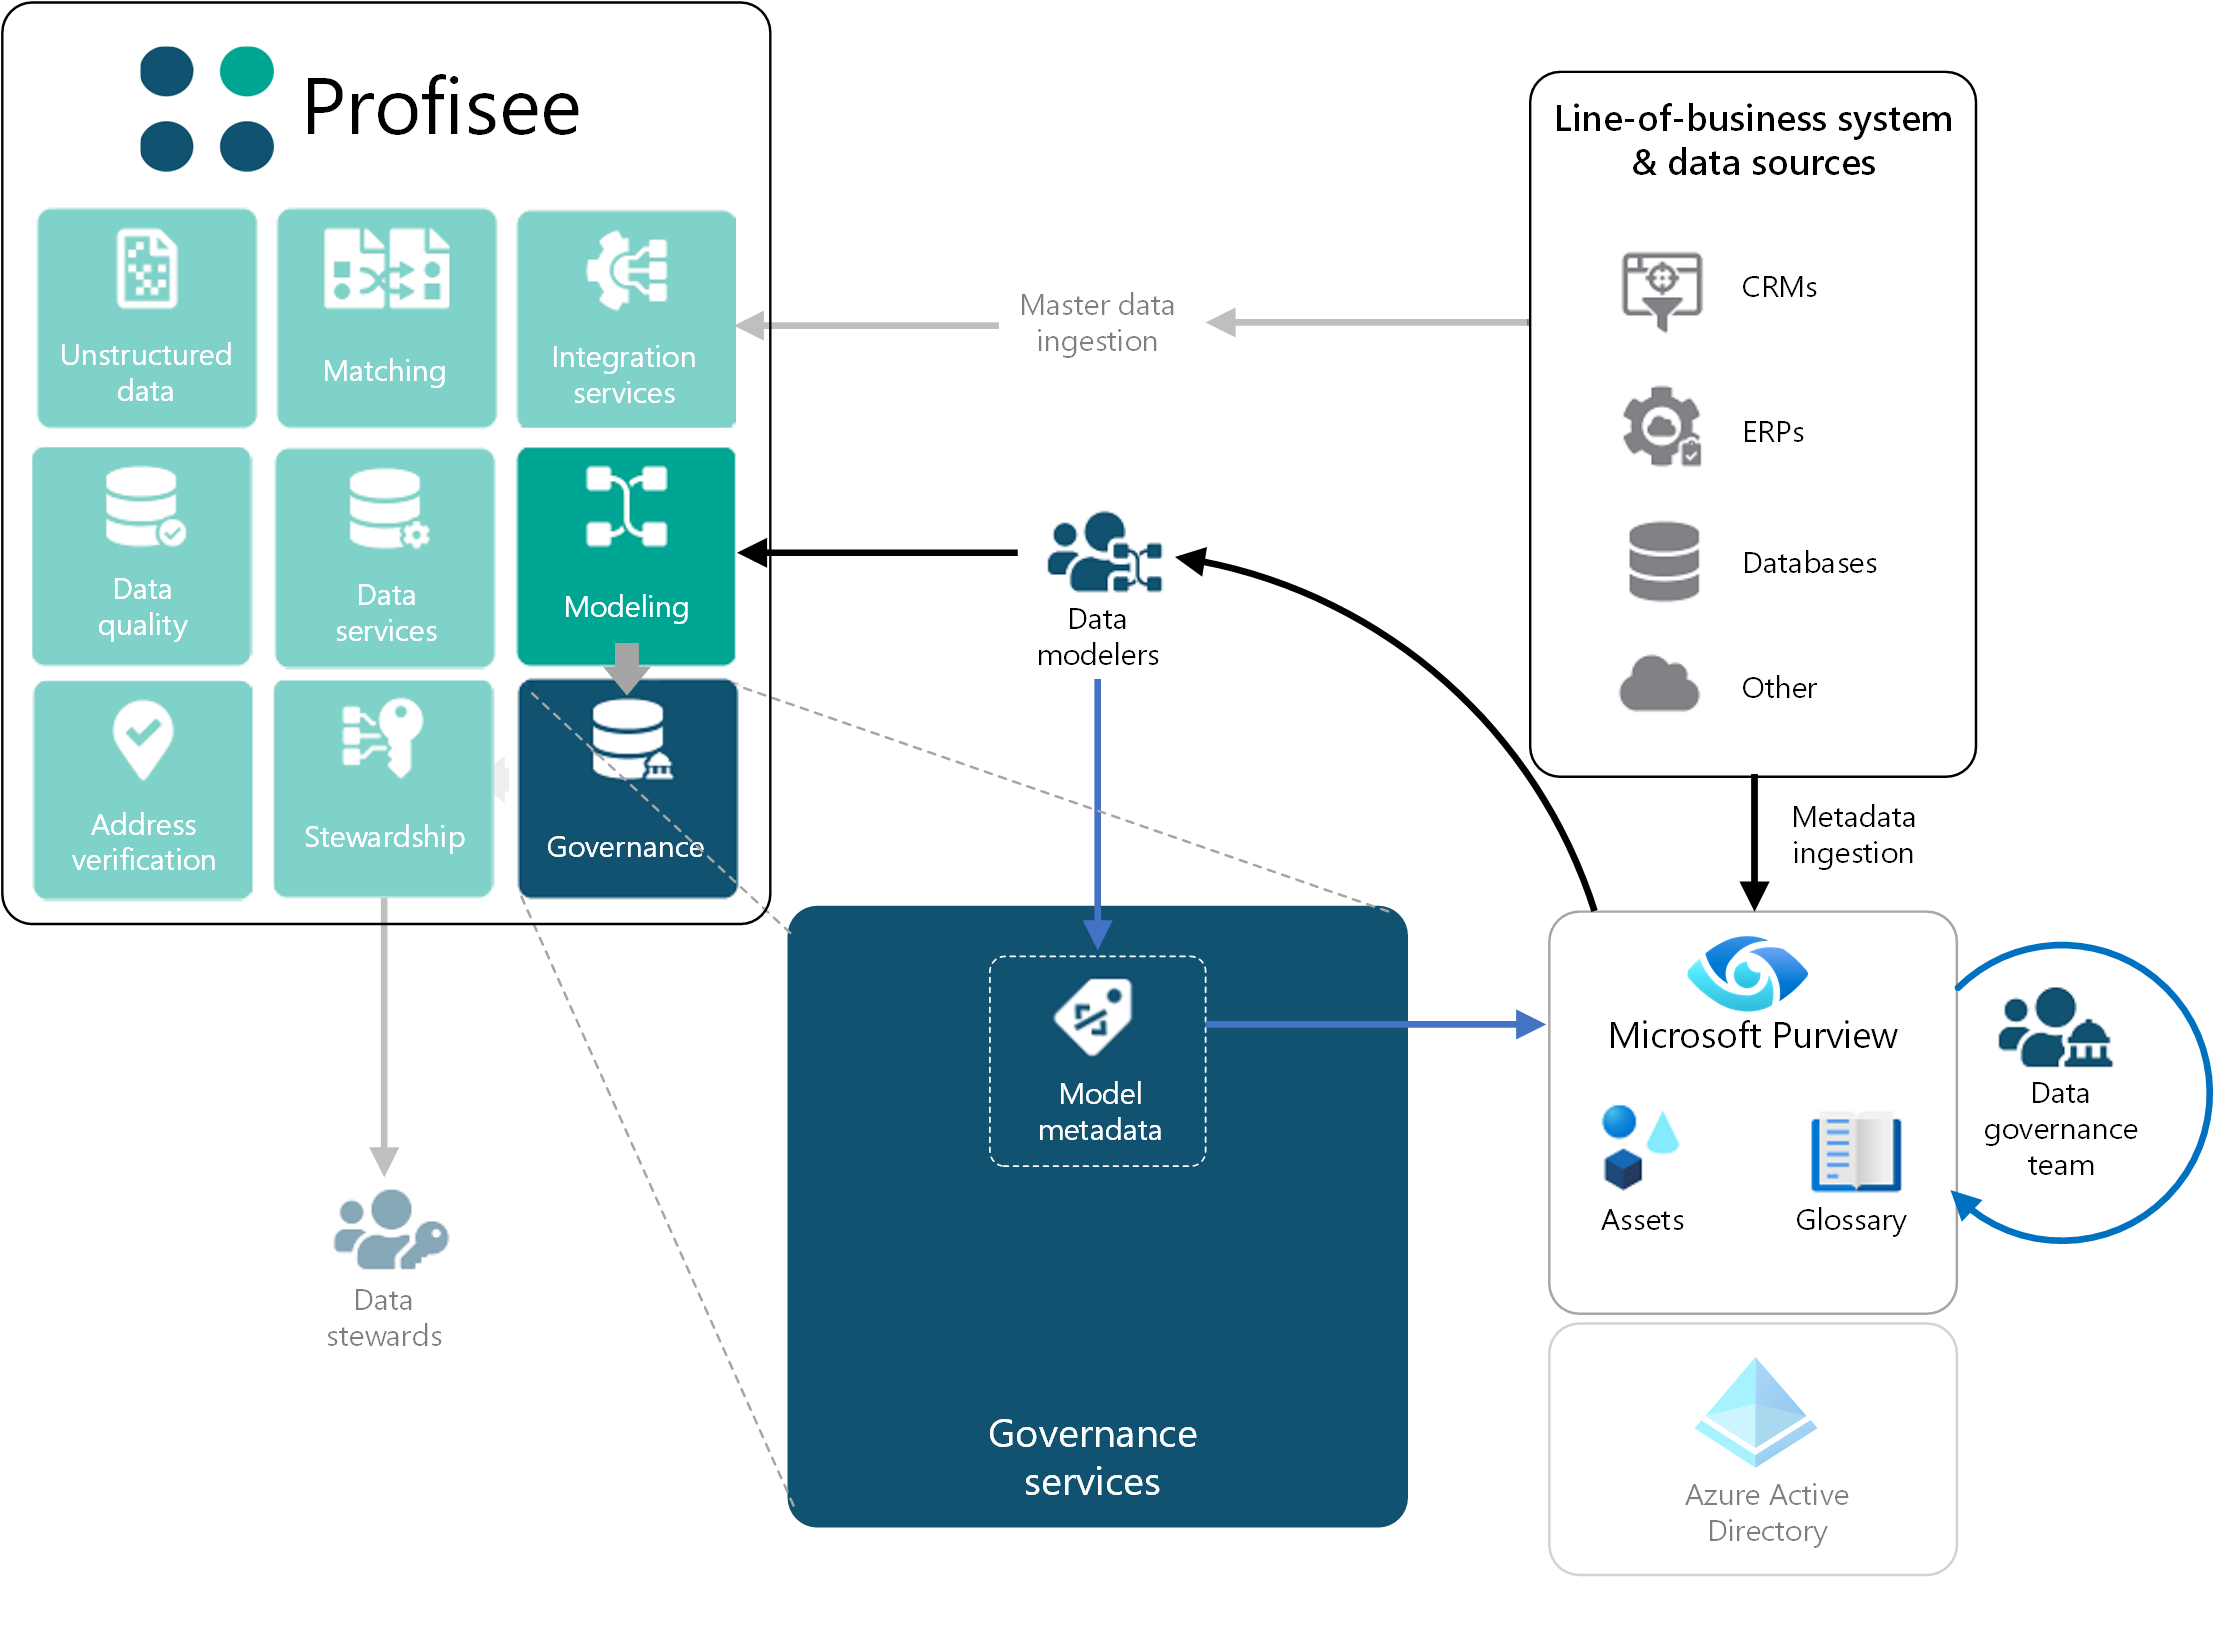 Profisee
Unstructured
data
Matching
Integration
services
Data
quality
Data
services
Modeling
Address
verification
Stewardship
Governance
Master data
ingestion
Line-of-business system
& data sources
CRMs
ERPs
Databases
Other
Data
modelers
Metadata
ingestion
Model
metadata
Governance
services
Microsoft Purview
Assets
Glossary
Data
governance
team
Data
stewards
Azure Active
Directory